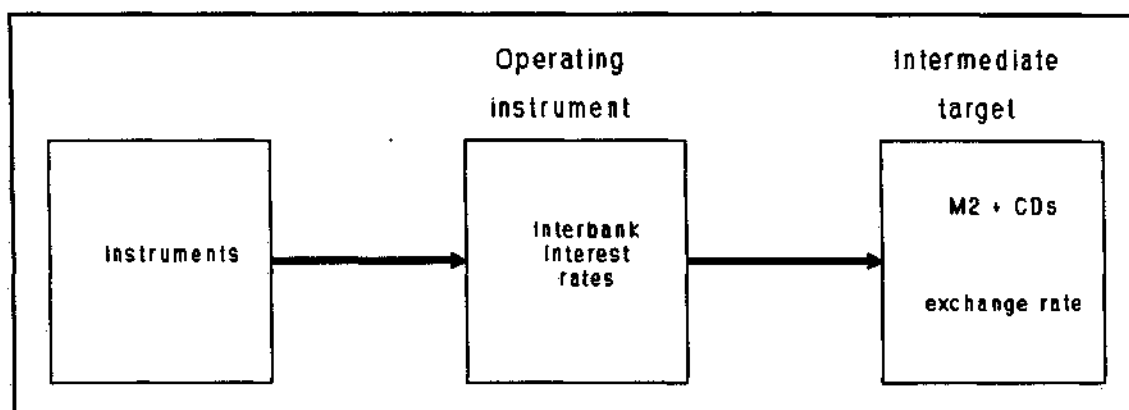 Operating
instrument
Intermediate
target
Instruments
Interbank
Interest
rates
M2 + CDs
exchange rate